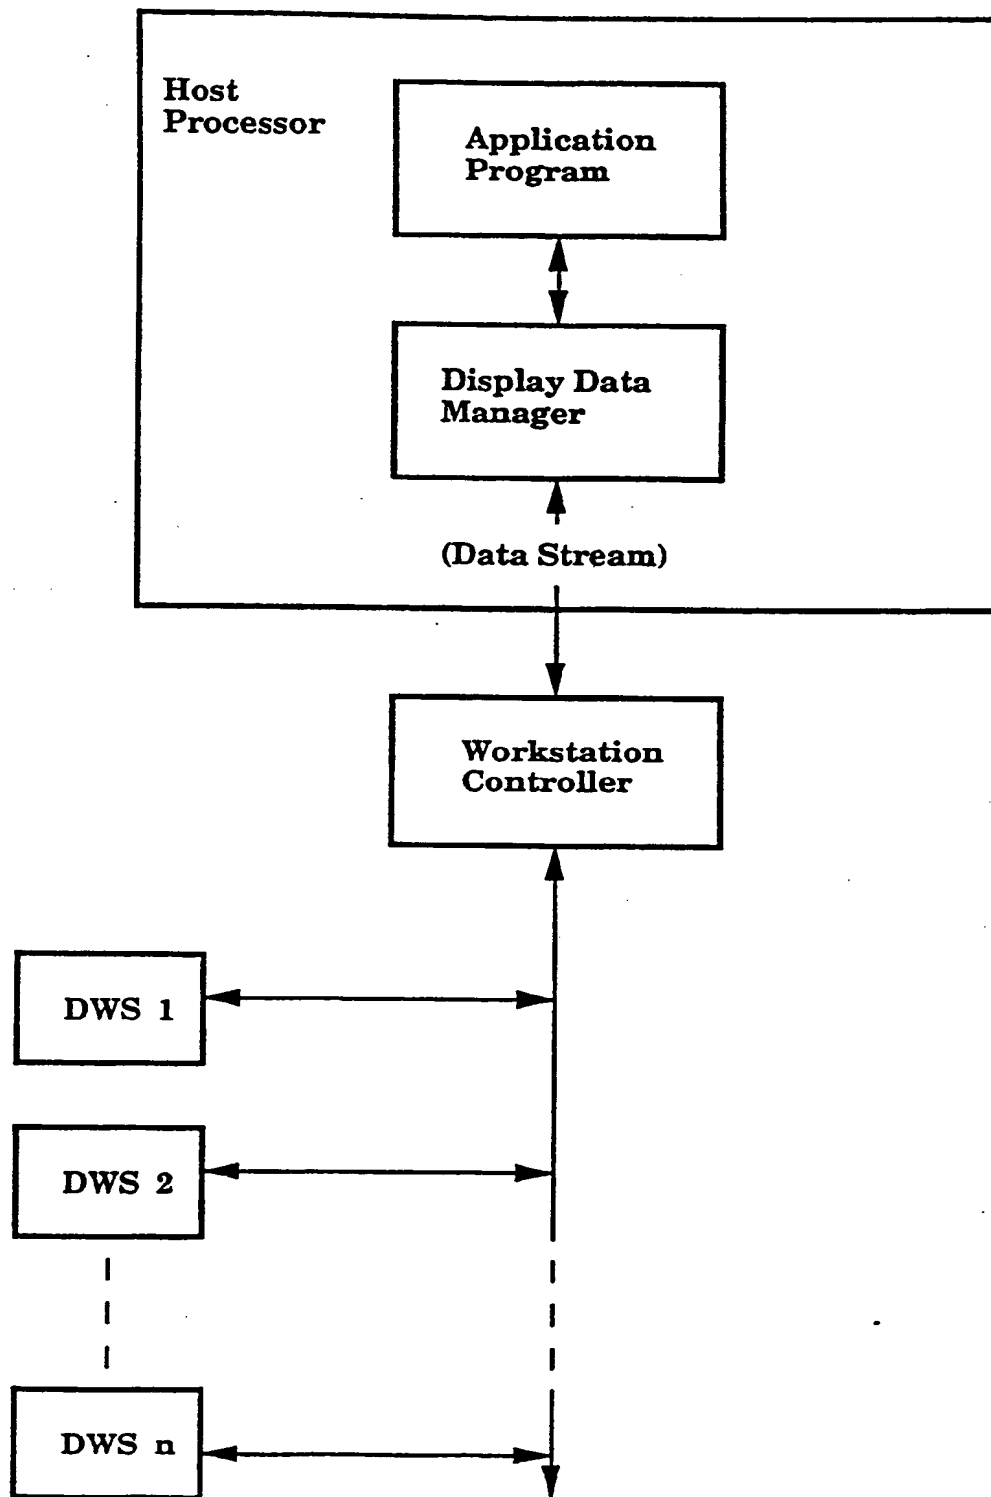 Host
Processor
Application
Program
Display Data
Manager
(Data Stream)
Workstation
Controller
DWS 1
DWS 2
DWS n